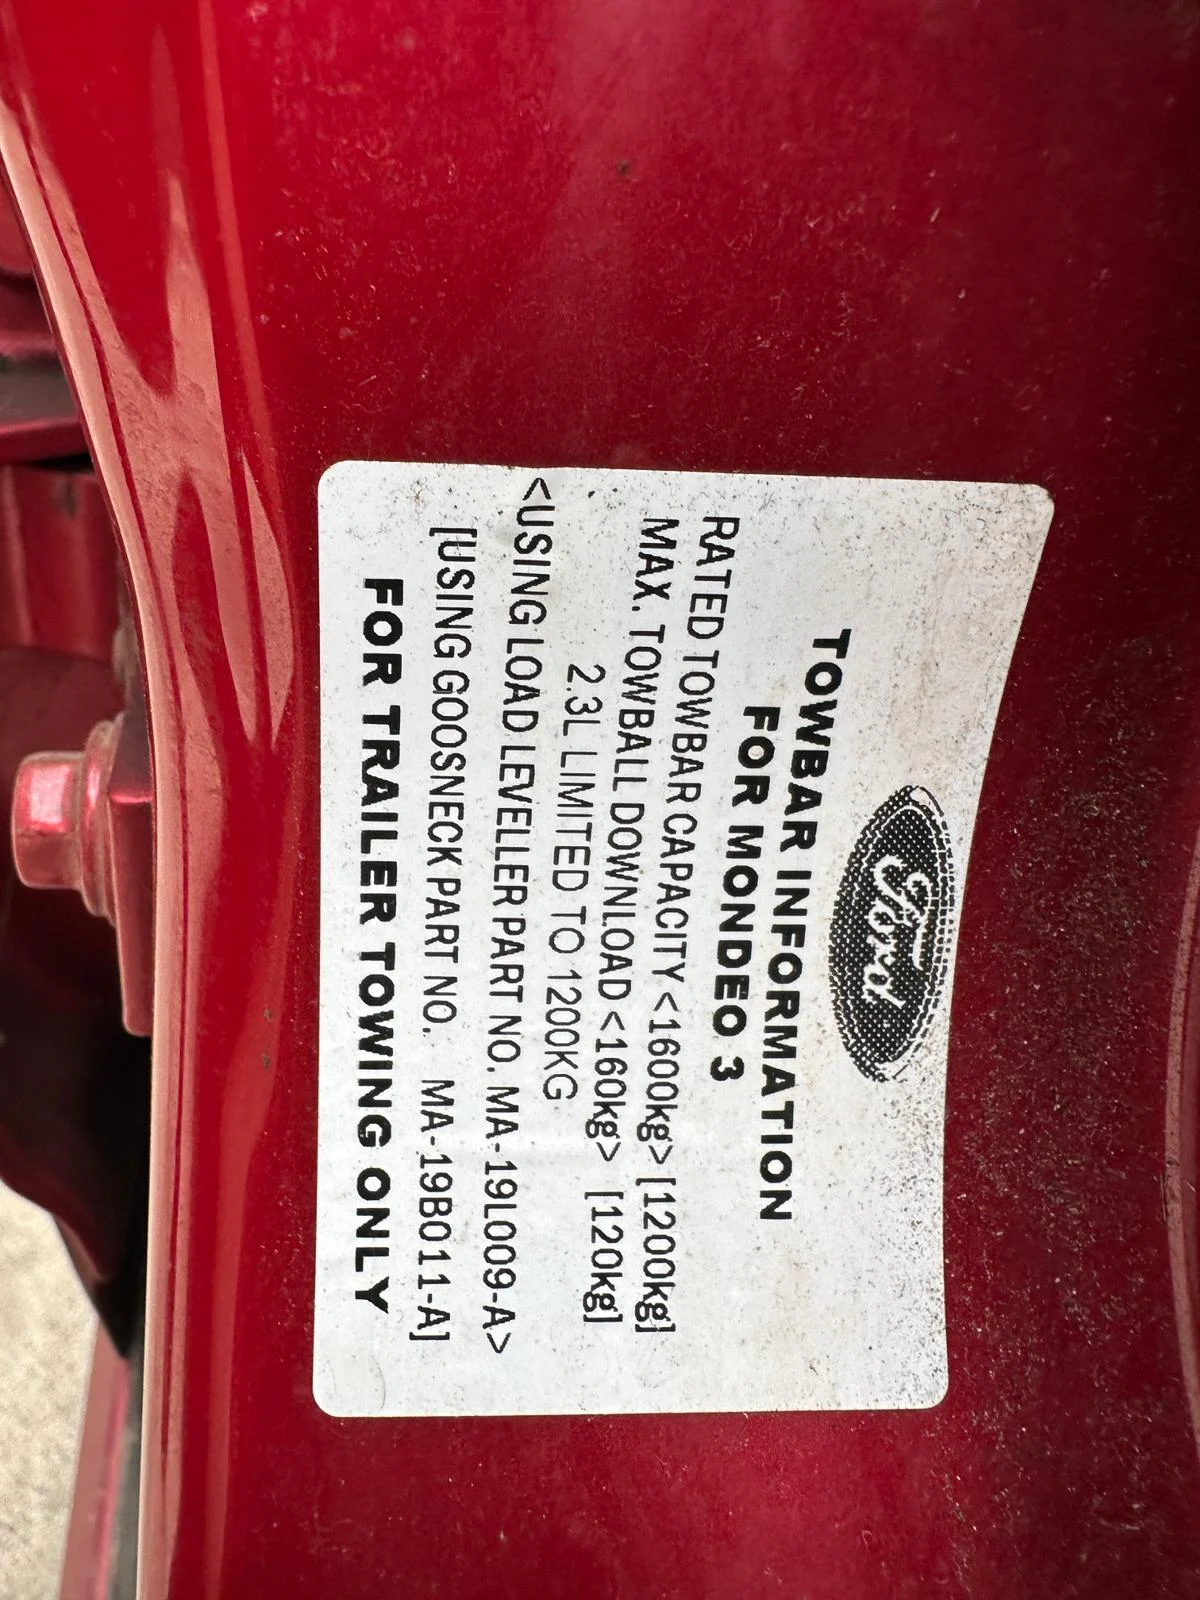 Ford
TOWBAR INFORMATION
FOR MONDEO 3
RATED TOWBAR CAPACITY <1600kg> [1200kg]
MAX. TOWBALL DOWNLOAD <160kg> [120kg]
2.3L LIMITED TO 1200KG
<USING LOAD LEVELLER PART NO. MA-19L009-A>
[USING GOOSNECK PART NO. MA-19B011-A]
FOR TRAILER TOWING ONLY